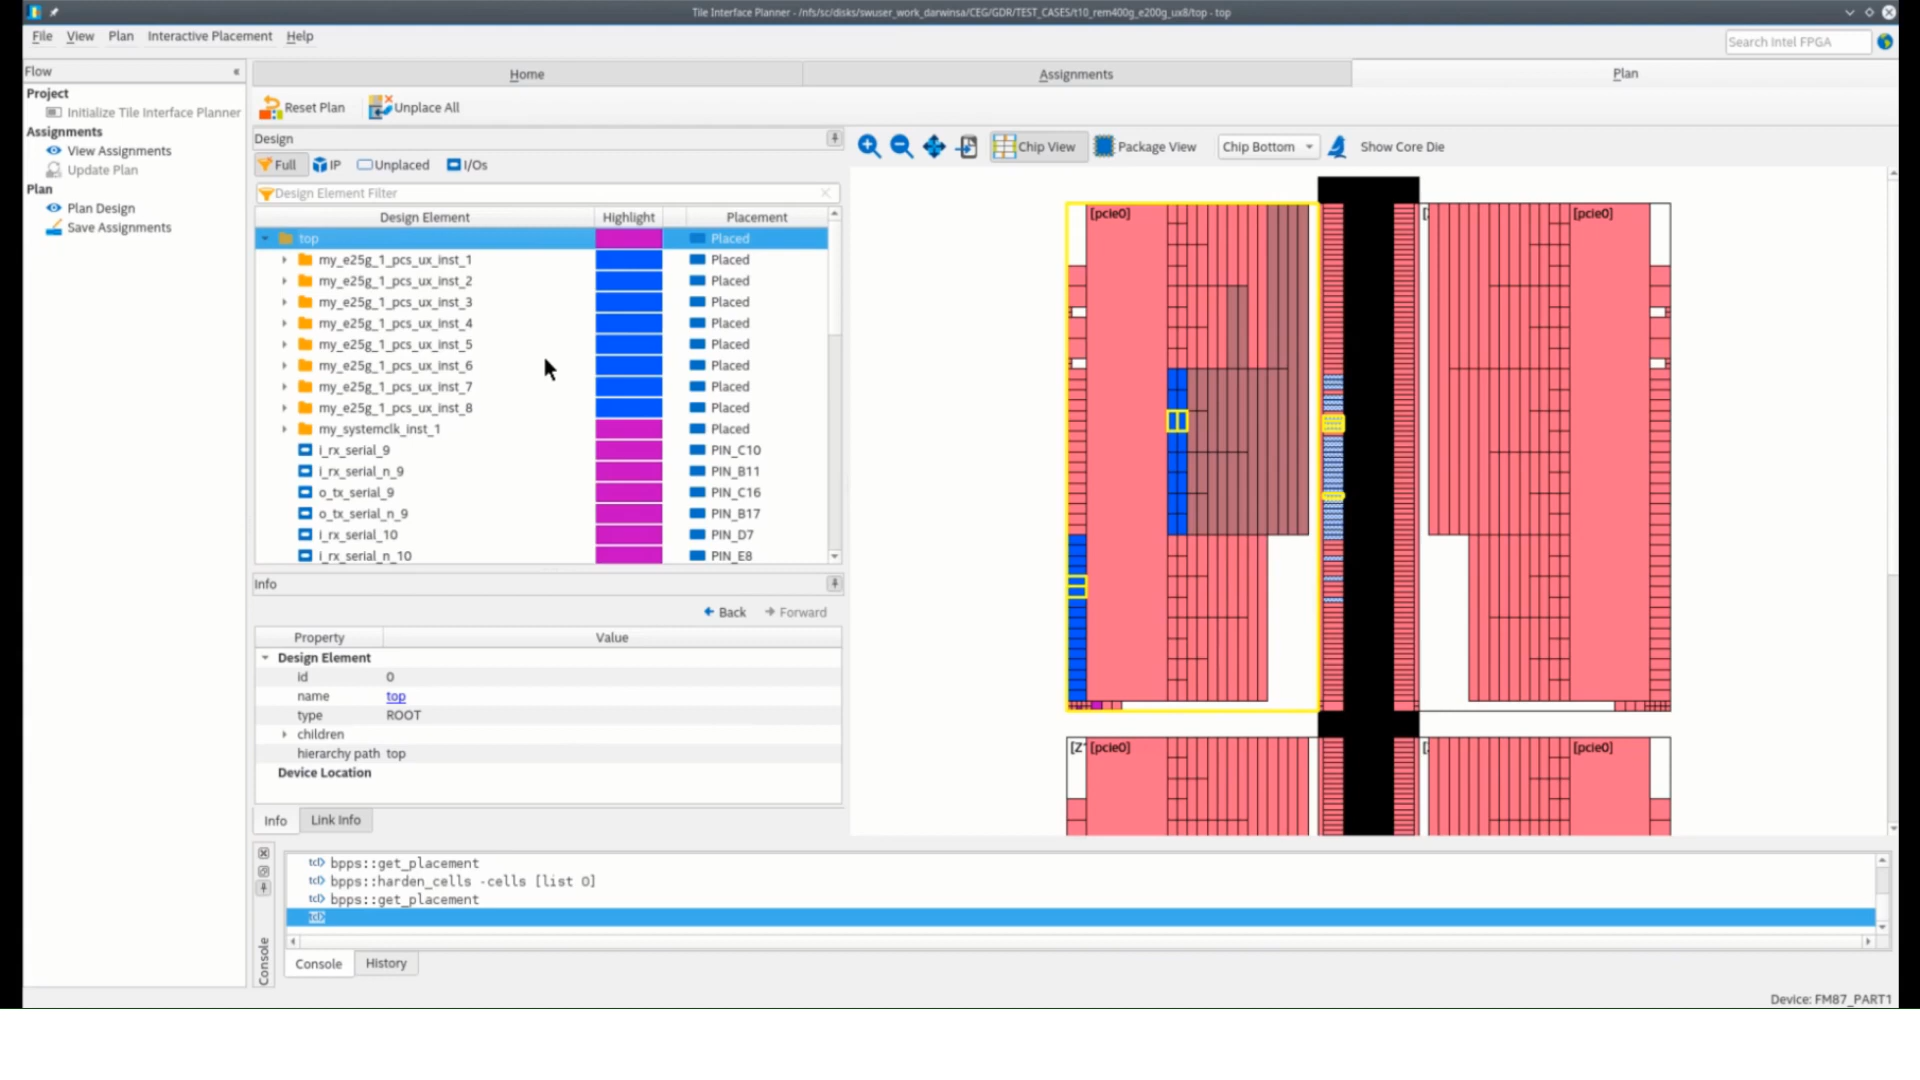 Tile Interface Planner - /nfs/sc/disks/swuser_work_darwinsa/CEG/GDR/TEST_CASES/t10_rem400g_e200g_ux8/top - top
File View Plan Interactive Placement Help
Search Intel FPGA
Flow «
Project
Initialize Tile Interface Planner
Assignments
View Assignments
Update Plan
Plan
Plan Design
Save Assignments
Home Assignments Plan
Reset Plan Unplace All
Design
Full IP Unplaced I/Os
Design Element Filter
Design Element Highlight Placement
top Placed
my_e25g_1_pcs_ux_inst_1 Placed
my_e25g_1_pcs_ux_inst_2 Placed
my_e25g_1_pcs_ux_inst_3 Placed
my_e25g_1_pcs_ux_inst_4 Placed
my_e25g_1_pcs_ux_inst_5 Placed
my_e25g_1_pcs_ux_inst_6 Placed
my_e25g_1_pcs_ux_inst_7 Placed
my_e25g_1_pcs_ux_inst_8 Placed
my_systemclk_inst_1 Placed
i_rx_serial_9 PIN_C10
i_rx_serial_n_9 PIN_B11
o_tx_serial_9 PIN_C16
o_tx_serial_n_9 PIN_B17
i_rx_serial_10 PIN_D7
i_rx_serial_n_10 PIN_E8
Info
Back Forward
Property Value
Design Element
id 0
name top
type ROOT
children
hierarchy path top
Device Location
Info Link Info
Chip View Package View Chip Bottom Show Core Die
[pcie0] [pcie0]
[pcie0] [pcie0]
Console
tcl> bpps::get_placement
tcl> bpps::harden_cells -cells [list 0]
tcl> bpps::get_placement
tcl>
Console History
Device: FM87_PART1